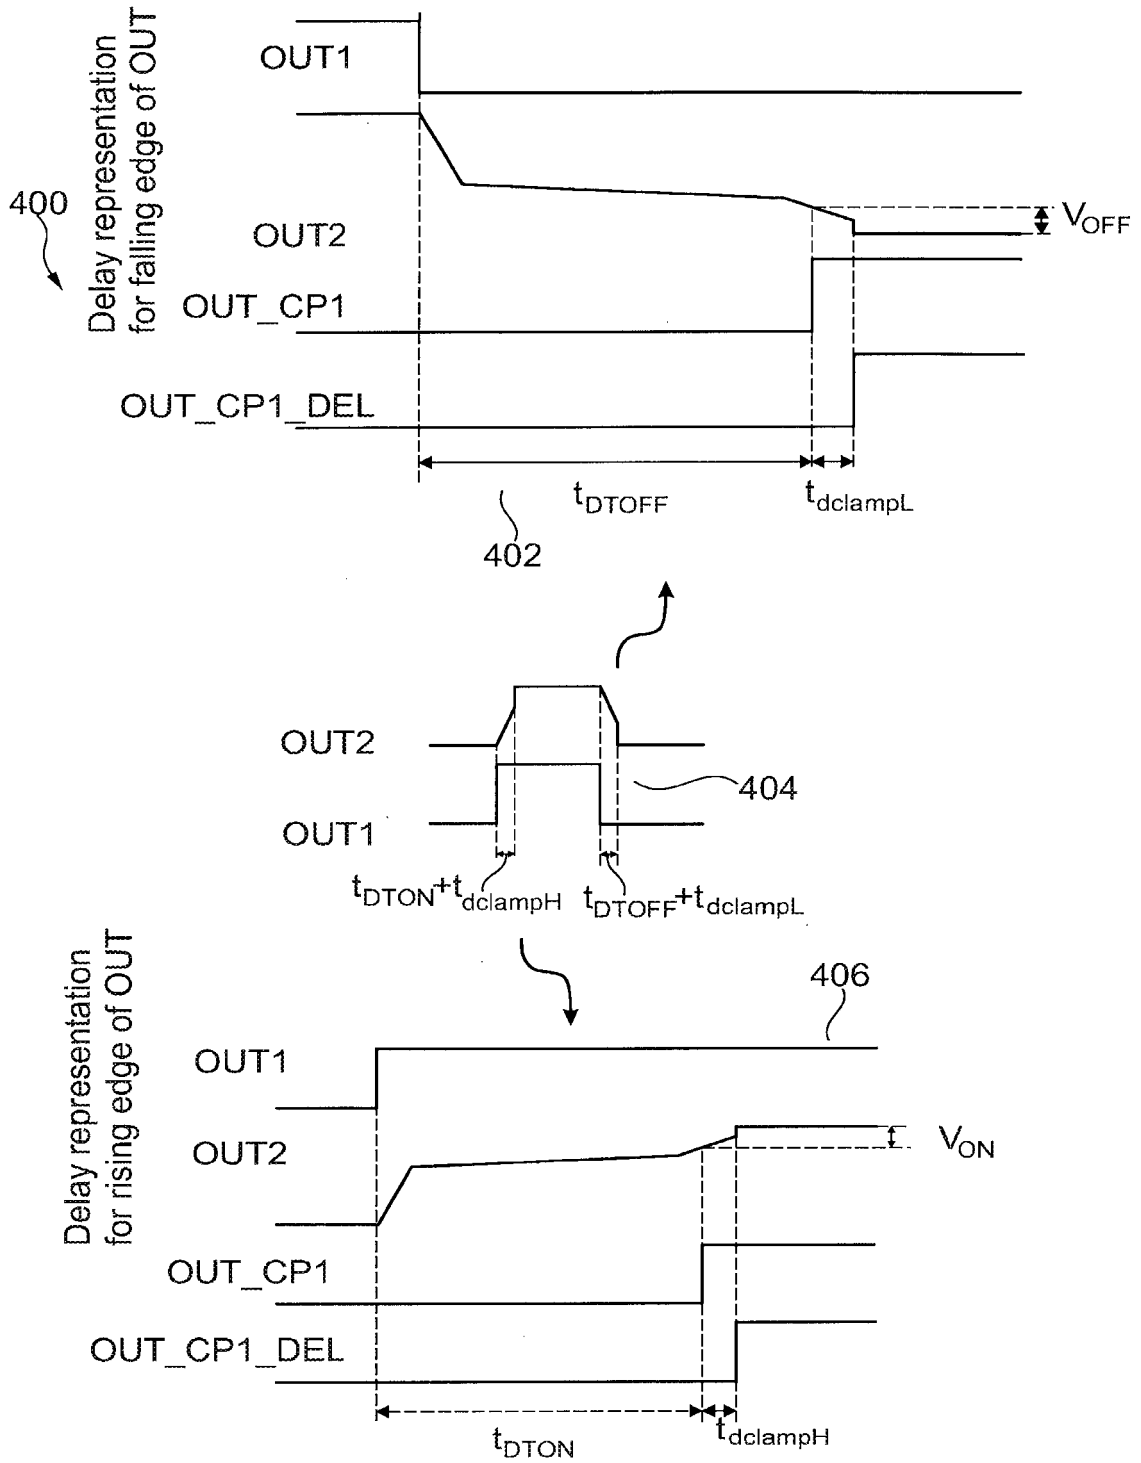 Delay representation
for falling edge of OUT
400
OUT1
OUT2
V_OFF
OUT_CP1
OUT_CP1_DEL
t_DTOFF
t_dclampL
402
OUT2
404
OUT1
t_DTON+t_dclampH
t_DTOFF+t_dclampL
Delay representation
for rising edge of OUT
406
OUT1
OUT2
V_ON
OUT_CP1
OUT_CP1_DEL
t_DTON
t_dclampH